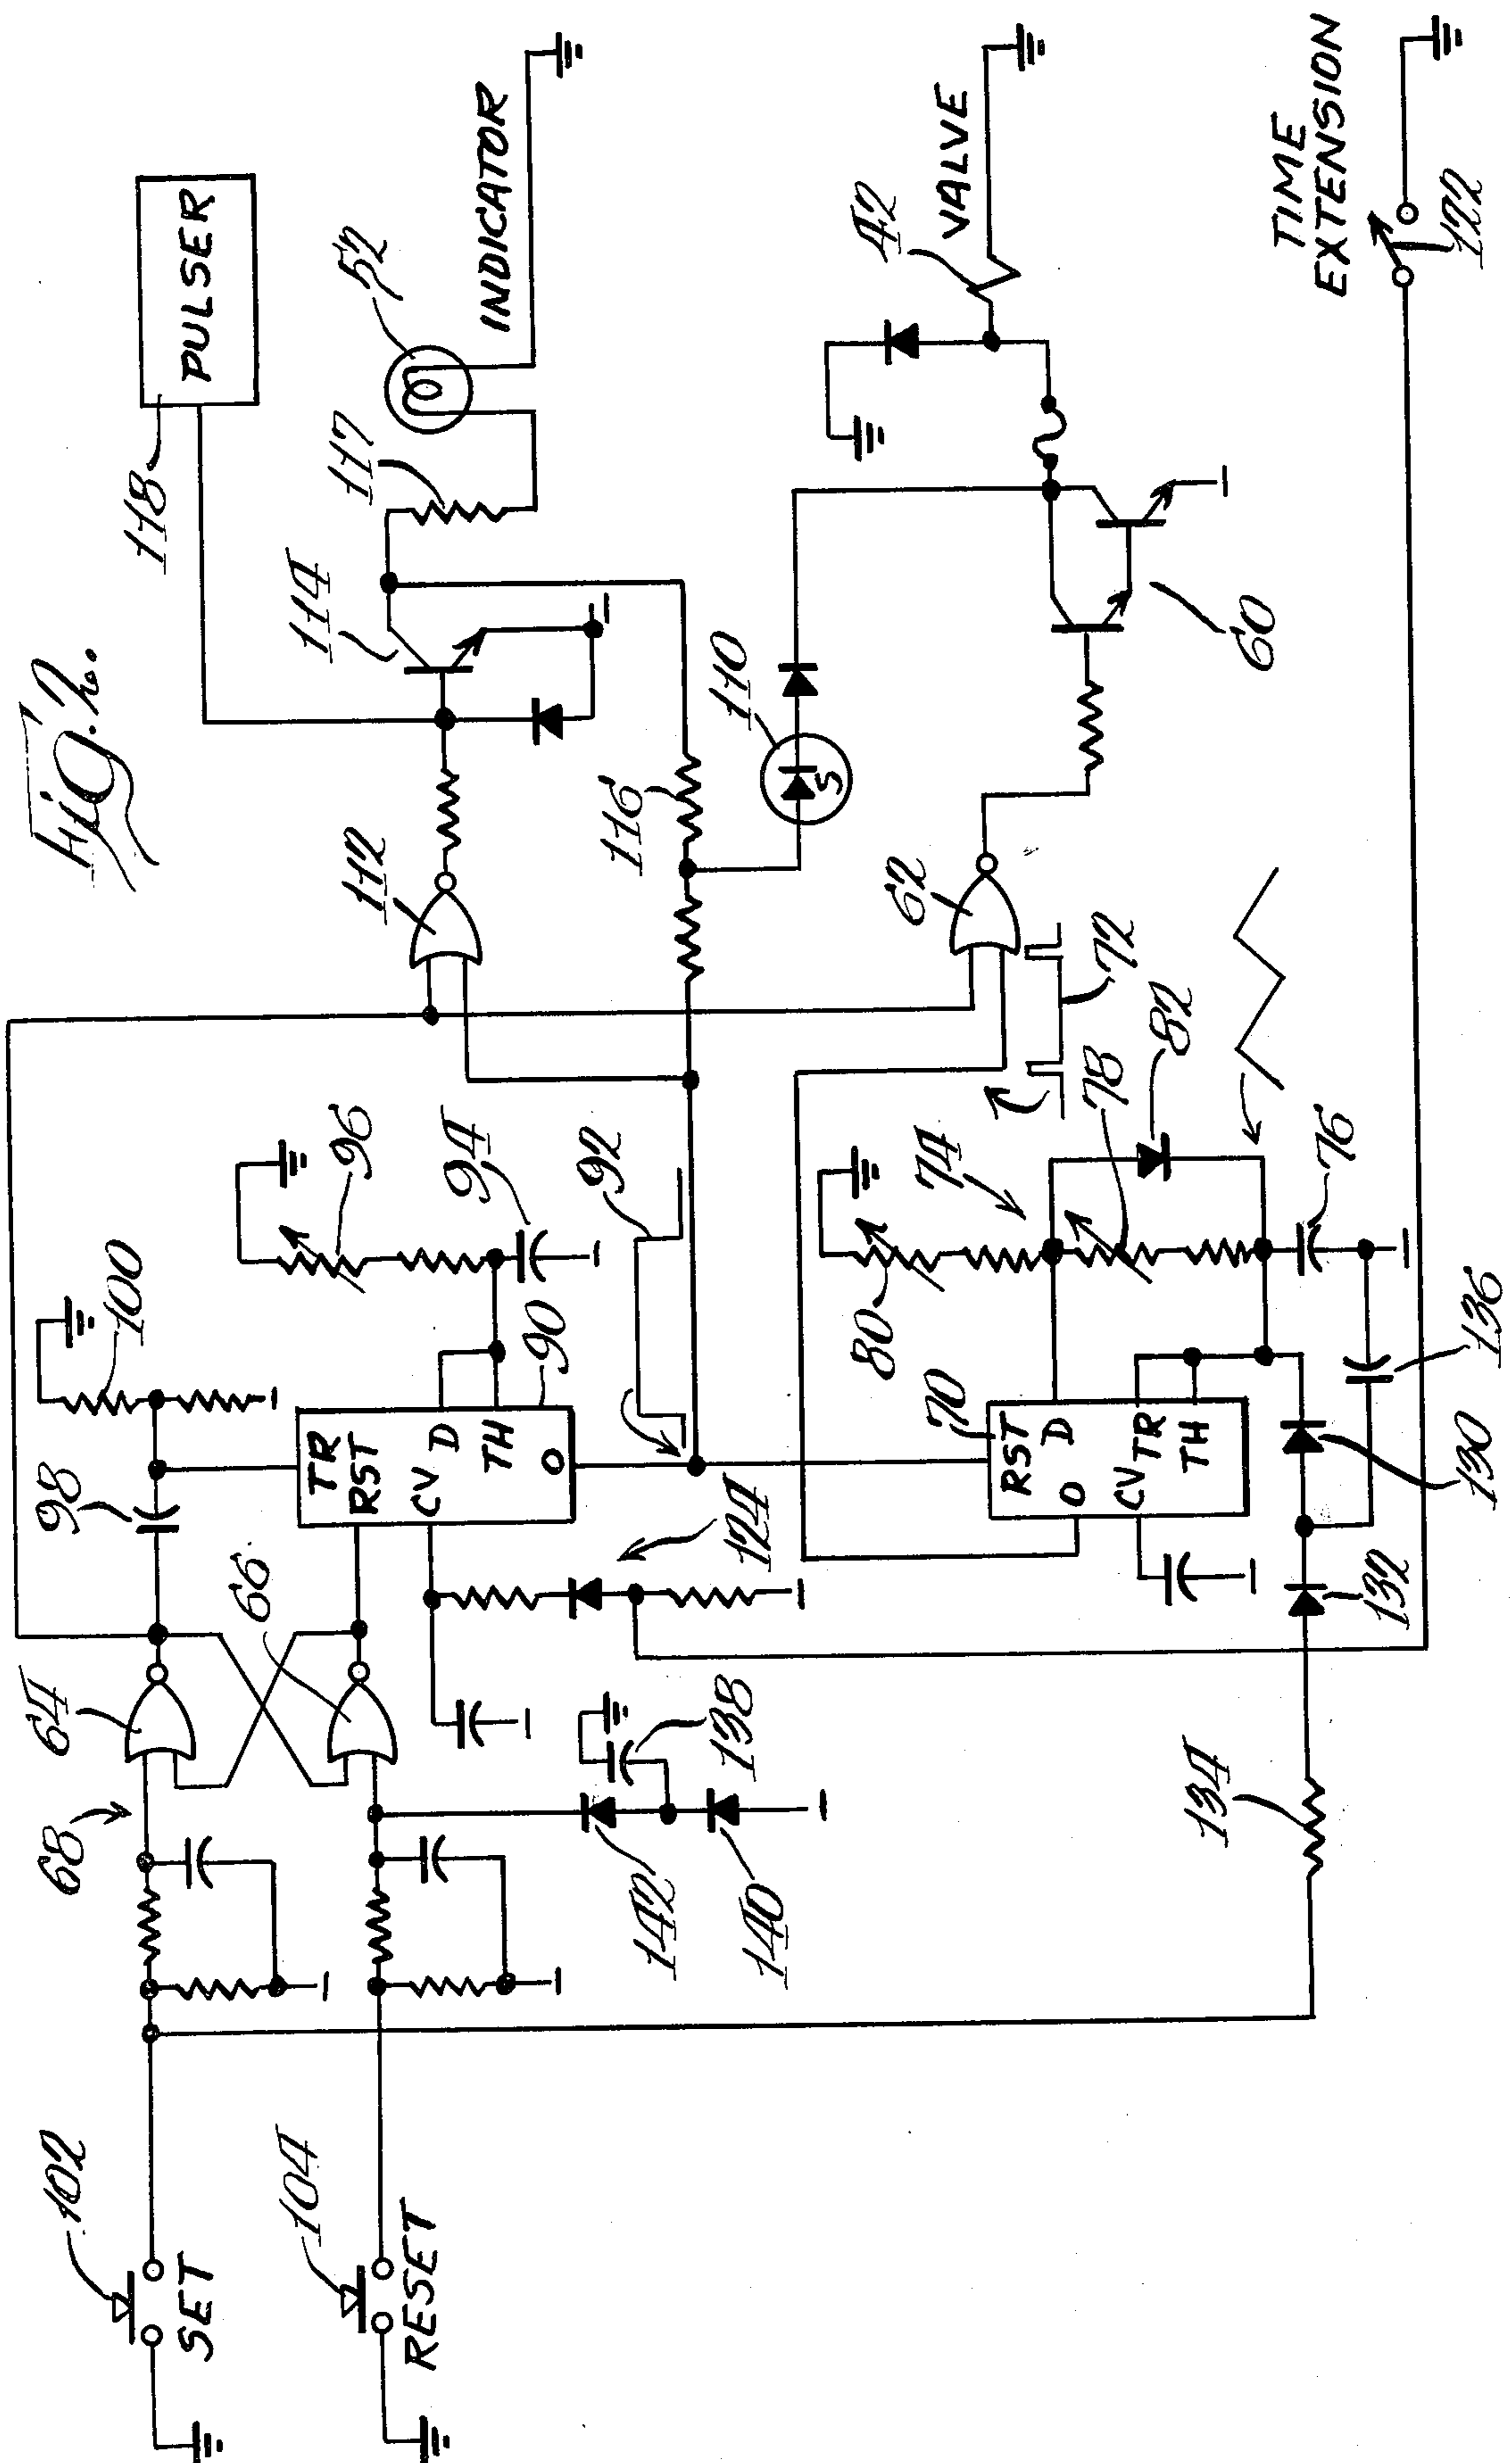 Fig. 2.
118
PULSER
52
INDICATOR
117
114
112
116
110
42
VALVE
60
62
72
TIME
EXTENSION
122
100
96
94
92
98
90
TR
RST
CV
D
TH
O
66
64
68
124
74
78
82
80
76
70
RST
D
O
CV
TR
TH
136
130
132
134
138
142
140
102
SET
104
RESET
S